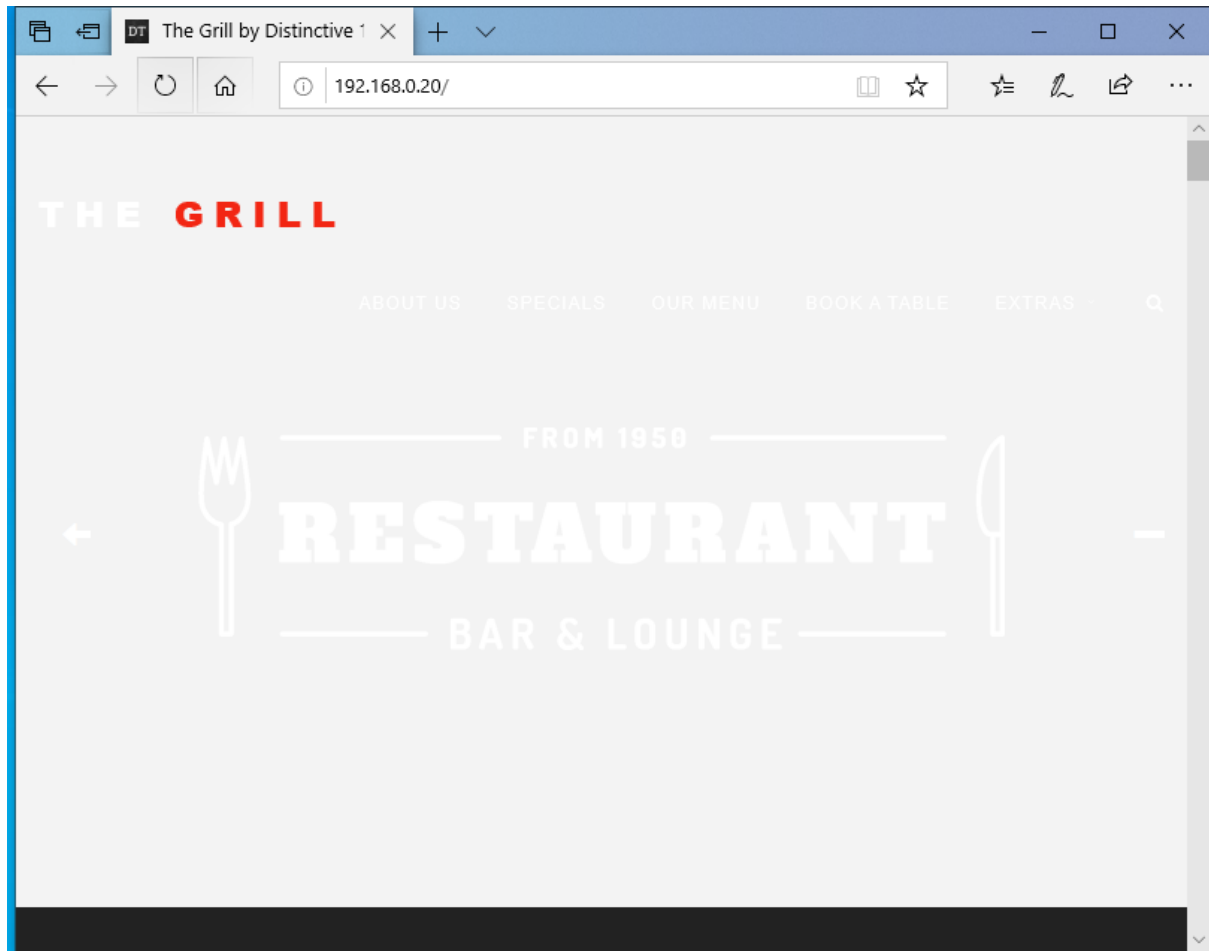 DT The Grill by Distinctive T
192.168.0.20/
THE GRILL
ABOUT US SPECIALS OUR MENU BOOK A TABLE EXTRAS
FROM 1950
RESTAURANT
BAR & LOUNGE